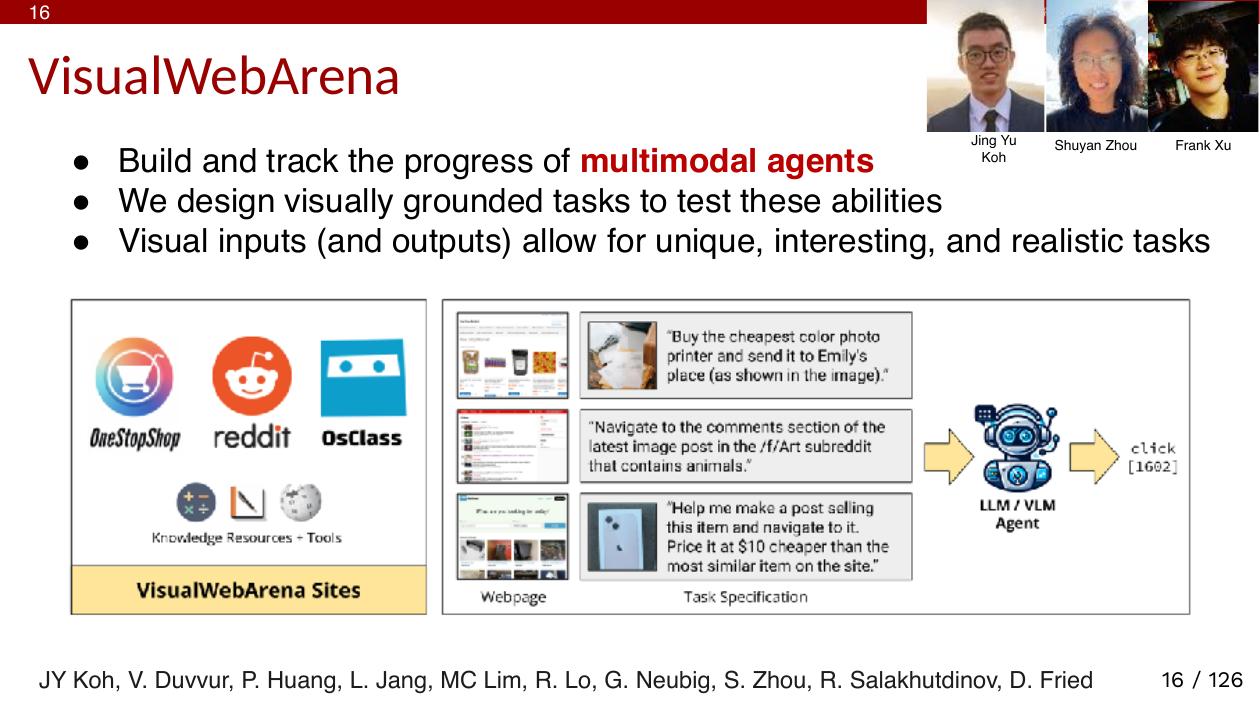 16
VisualWebArena
Jing Yu
Koh
Shuyan Zhou
Frank Xu
● Build and track the progress of multimodal agents
● We design visually grounded tasks to test these abilities
● Visual inputs (and outputs) allow for unique, interesting, and realistic tasks
OneStopShop
reddit
OsClass
Knowledge Resources + Tools
VisualWebArena Sites
"Buy the cheapest color photo
printer and send it to Emily's
place (as shown in the image)."
"Navigate to the comments section of the
latest image post in the /f/Art subreddit
that contains animals."
"Help me make a post selling
this item and navigate to it.
Price it at $10 cheaper than the
most similar item on the site."
Webpage
Task Specification
LLM / VLM
Agent
click
[1602]
JY Koh, V. Duvvur, P. Huang, L. Jang, MC Lim, R. Lo, G. Neubig, S. Zhou, R. Salakhutdinov, D. Fried
16 / 126